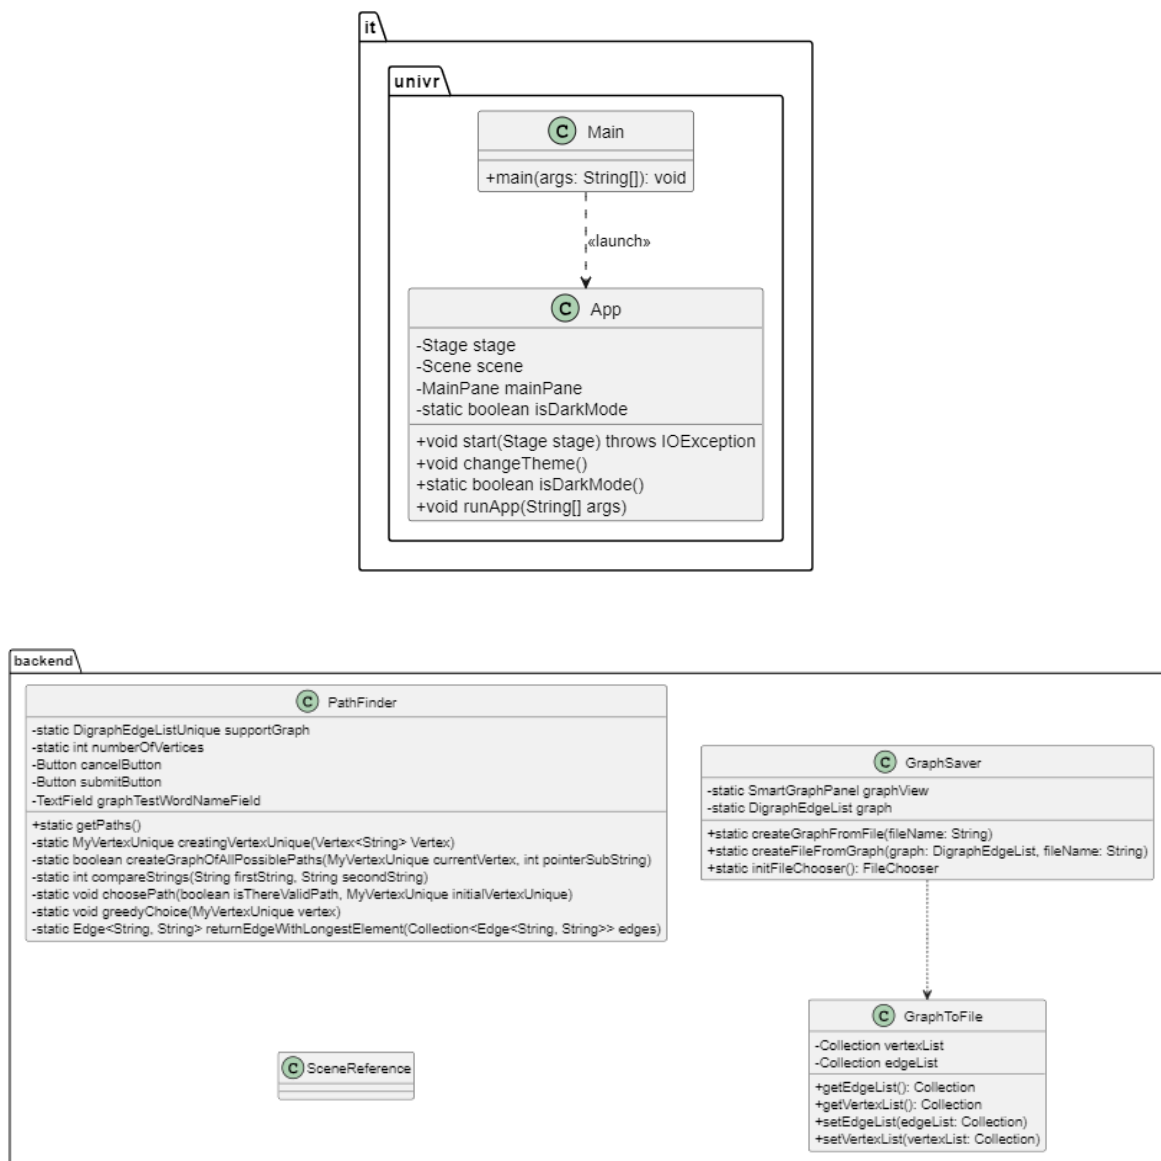 it
univr
C Main
+main(args: String[]): void
«launch»
C App
-Stage stage
-Scene scene
-MainPane mainPane
-static boolean isDarkMode
+void start(Stage stage) throws IOException
+void changeTheme()
+static boolean isDarkMode()
+void runApp(String[] args)
backend
C PathFinder
-static DigraphEdgeListUnique supportGraph
-static int numberOfVertices
-Button cancelButton
-Button submitButton
-TextField graphTestWordNameField
+static getPaths()
-static MyVertexUnique creatingVertexUnique(Vertex<String> Vertex)
-static boolean createGraphOfAllPossiblePaths(MyVertexUnique currentVertex, int pointerSubString)
-static int compareStrings(String firstString, String secondString)
-static void choosePath(boolean isThereValidPath, MyVertexUnique initialVertexUnique)
-static void greedyChoice(MyVertexUnique vertex)
-static Edge<String, String> returnEdgeWithLongestElement(Collection<Edge<String, String>> edges)
C GraphSaver
-static SmartGraphPanel graphView
-static DigraphEdgeList graph
+static createGraphFromFile(fileName: String)
+static createFileFromGraph(graph: DigraphEdgeList, fileName: String)
+static initFileChooser(): FileChooser
C SceneReference
C GraphToFile
-Collection vertexList
-Collection edgeList
+getEdgeList(): Collection
+getVertexList(): Collection
+setEdgeList(edgeList: Collection)
+setVertexList(vertexList: Collection)